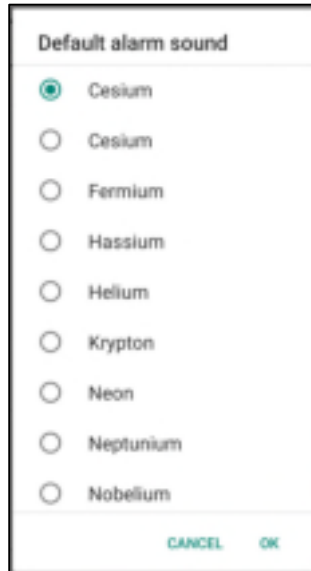 Default alarm sound
Cesium
Cesium
Fermium
Hassium
Helium
Krypton
Neon
Neptunium
Nobelium
CANCEL OK